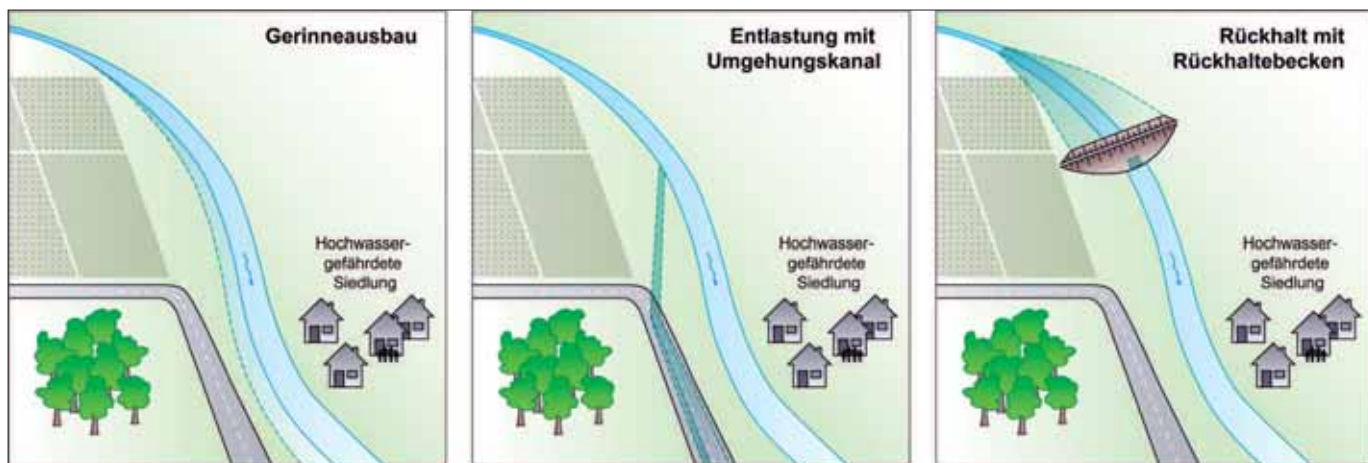 Gerinneausbau
Hochwasser-
gefährdete
Siedlung
Entlastung mit
Umgehungskanal
Hochwasser-
gefährdete
Siedlung
Rückhalt mit
Rückhaltebecken
Hochwasser-
gefährdete
Siedlung